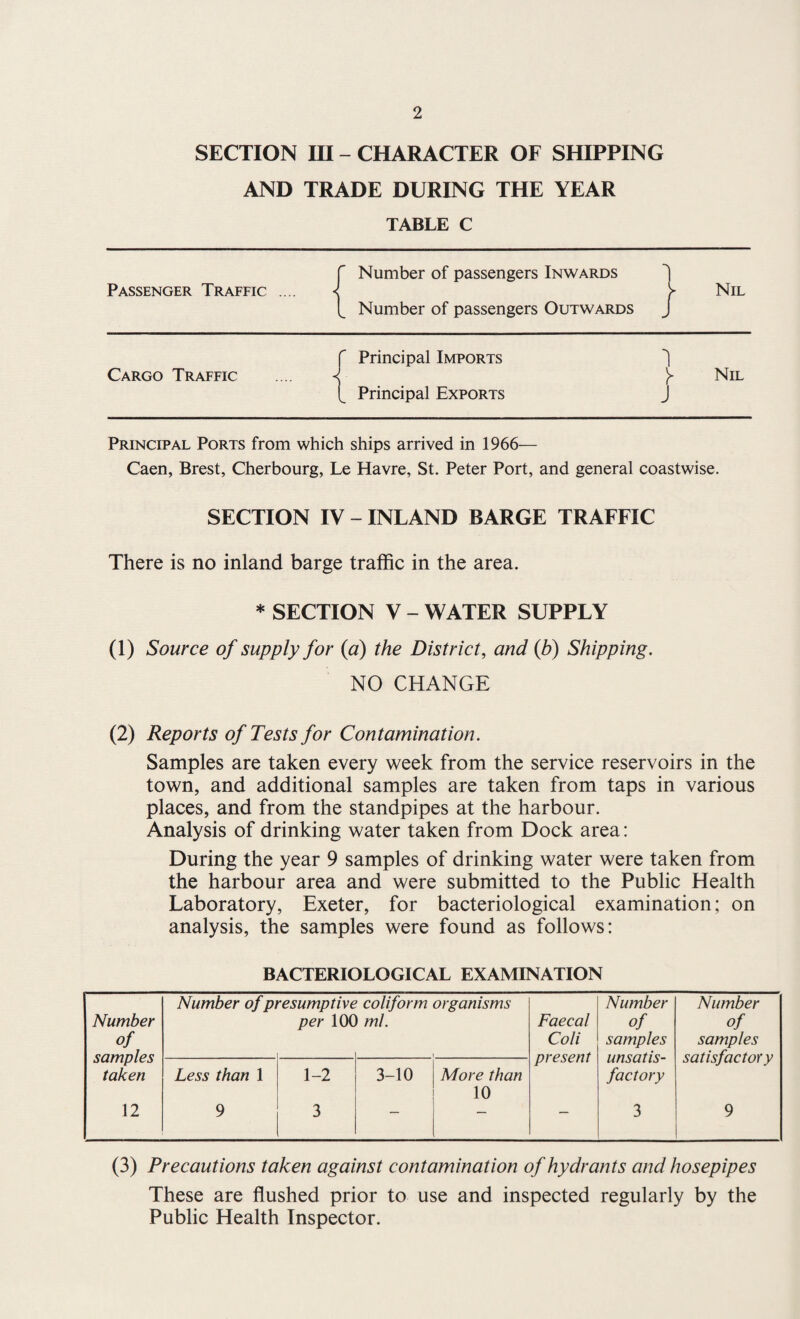 2
SECTION III - CHARACTER OF SHIPPING
AND TRADE DURING THE YEAR
TABLE C
Passenger Traffic .... { Number of passengers Inwards } Nil
Number of passengers Outwards
Cargo Traffic .... { Principal Imports } Nil
Principal Exports
Principal Ports from which ships arrived in 1966—
Caen, Brest, Cherbourg, Le Havre, St. Peter Port, and general coastwise.
SECTION IV - INLAND BARGE TRAFFIC
There is no inland barge traffic in the area.
* SECTION V - WATER SUPPLY
(1) Source of supply for (a) the District, and (b) Shipping.
NO CHANGE
(2) Reports of Tests for Contamination.
Samples are taken every week from the service reservoirs in the
town, and additional samples are taken from taps in various
places, and from the standpipes at the harbour.
Analysis of drinking water taken from Dock area:
During the year 9 samples of drinking water were taken from
the harbour area and were submitted to the Public Health
Laboratory, Exeter, for bacteriological examination; on
analysis, the samples were found as follows:
BACTERIOLOGICAL EXAMINATION
Number of samples taken
Number of presumptive coliform organisms
per 100 ml.
Faecal Coli present
Number of samples unsatis-factory
Number of samples satisfactory
Less than 1 1-2 3-10 More than 10
12 9 3 – – – 3 9
(3) Precautions taken against contamination of hydrants and hosepipes
These are flushed prior to use and inspected regularly by the
Public Health Inspector.